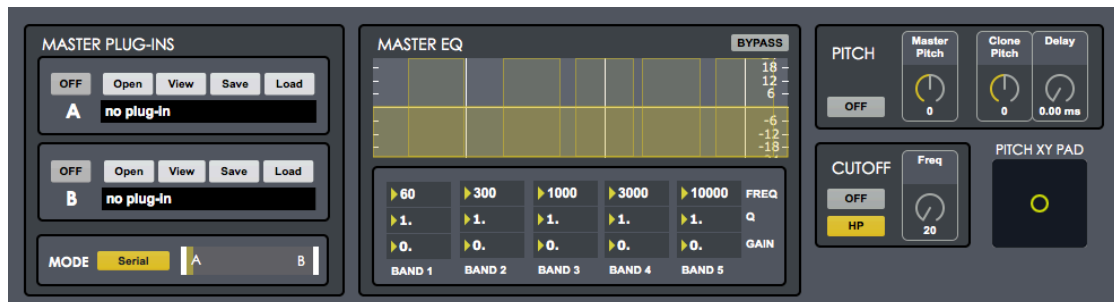 MASTER PLUG-INS
OFF Open View Save Load
A no plug-in
OFF Open View Save Load
B no plug-in
MODE Serial A B
MASTER EQ BYPASS
18
12
6
-6
-12
-18
60 300 1000 3000 10000 FREQ
1. 1. 1. 1. 1. Q
0. 0. 0. 0. 0. GAIN
BAND 1 BAND 2 BAND 3 BAND 4 BAND 5
PITCH
OFF
Master
Pitch
0
Clone
Pitch
0
Delay
0.00 ms
CUTOFF
OFF
HP
Freq
20
PITCH XY PAD